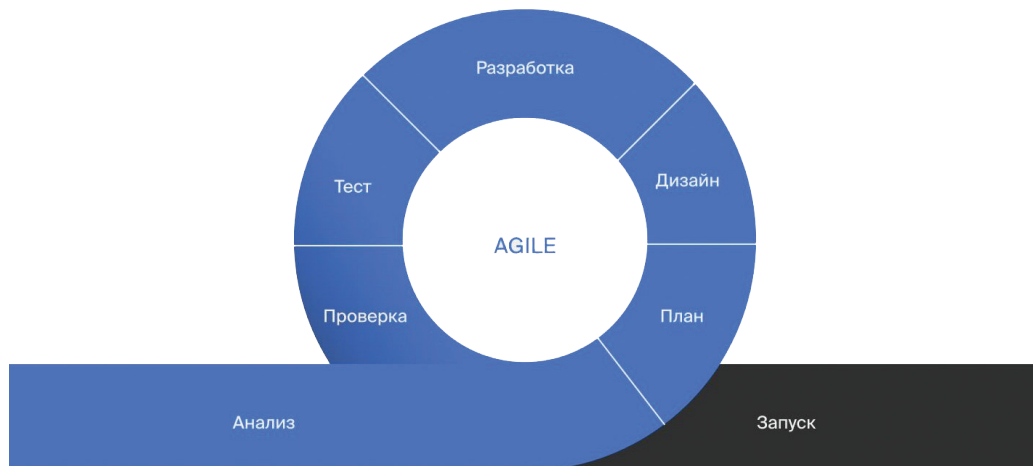 Разработка
Тест
Дизайн
AGILE
Проверка
План
Анализ
Запуск